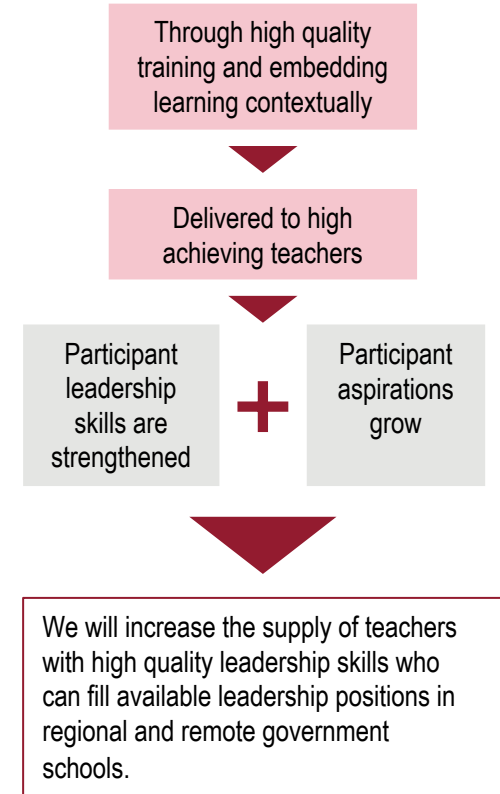 Through high quality
training and embedding
learning contextually
Delivered to high
achieving teachers
Participant
leadership
skills are
strengthened
+
Participant
aspirations
grow
We will increase the supply of teachers
with high quality leadership skills who
can fill available leadership positions in
regional and remote government
schools.